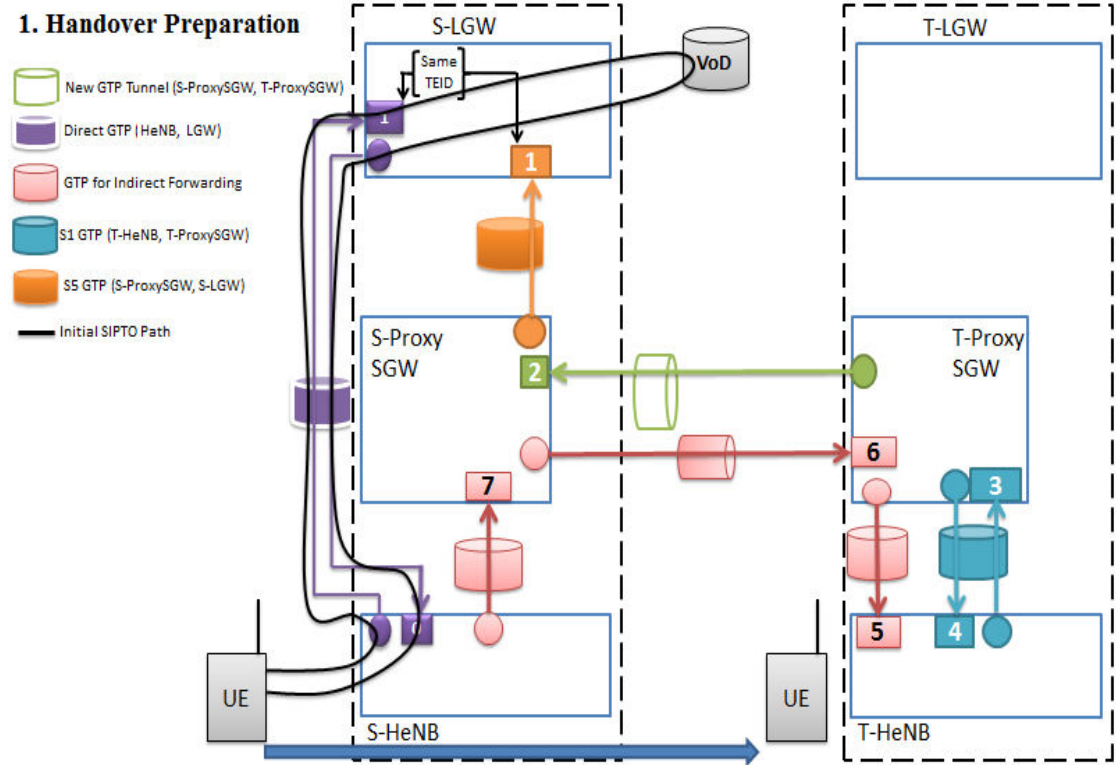 1. Handover Preparation
New GTP Tunnel (S-ProxySGW, T-ProxySGW)
Direct GTP (HeNB, LGW)
GTP for Indirect Forwarding
S1 GTP (T-HeNB, T-ProxySGW)
S5 GTP (S-ProxySGW, S-LGW)
Initial SIPTO Path
S-LGW
Same
TEID
VoD
T-LGW
1
1
S-Proxy
SGW
2
7
T-Proxy
SGW
6
3
5
4
UE
S-HeNB
UE
T-HeNB